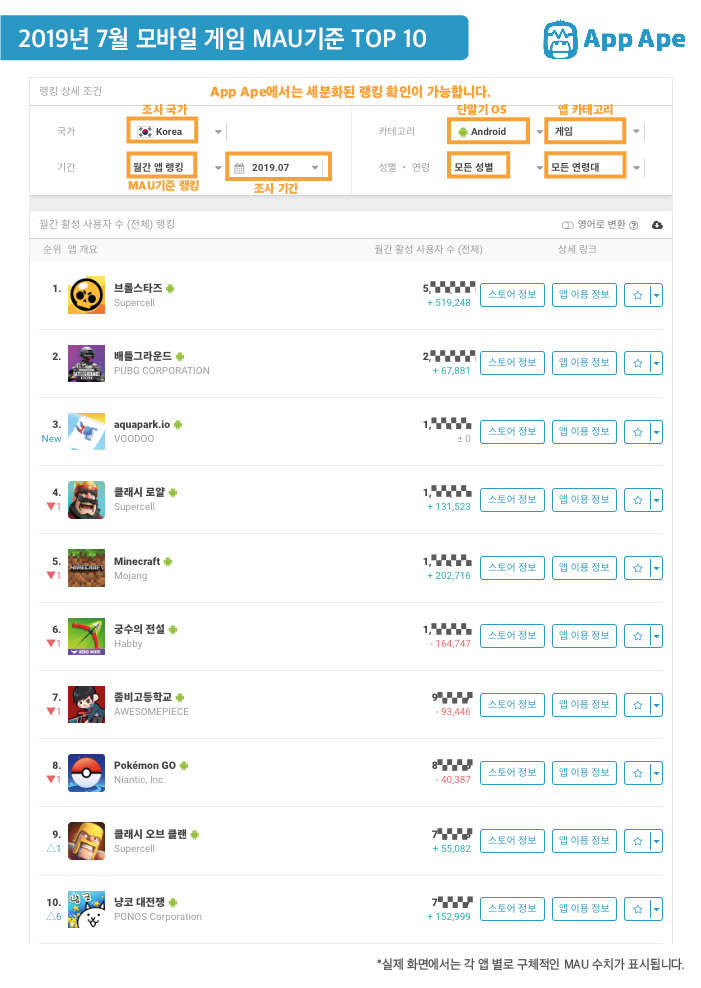 2019년 7월 모바일 게임 MAU기준 TOP 10
App Ape
랭킹 상세 조건
App Ape에서는 세분화된 랭킹 확인이 가능합니다.
조사 국가 단말기 OS 앱 카테고리
국가 Korea 카테고리 Android 게임
기간 월간 앱 랭킹 2019.07 성별 · 연령 모든 성별 모든 연령대
MAU기준 랭킹 조사 기간
월간 활성 사용자 수 (전체) 랭킹 영어로 변환
순위 앱 개요 월간 활성 사용자 수 (전체) 상세 링크
1. 브롤스타즈 5, 스토어 정보 앱 이용 정보
Supercell + 519,248
2. 배틀그라운드 2, 스토어 정보 앱 이용 정보
PUBG CORPORATION + 67,881
3. aquapark.io 1, 스토어 정보 앱 이용 정보
New VOODOO ± 0
4. 클래시 로얄 1, 스토어 정보 앱 이용 정보
▼1 Supercell + 131,523
5. MINECRAFT Minecraft 1, 스토어 정보 앱 이용 정보
▼1 Mojang + 202,716
6. 궁수의 전설 1, 스토어 정보 앱 이용 정보
▼1 HERO MODE Habby - 164,747
7. 좀비고등학교 9 스토어 정보 앱 이용 정보
▼1 AWESOMEPIECE - 93,446
8. Pokémon GO 8 스토어 정보 앱 이용 정보
▼1 Niantic, Inc. - 40,387
9. 클래시 오브 클랜 7 스토어 정보 앱 이용 정보
△1 Supercell + 55,082
10. 냥코 냥코 대전쟁 7 스토어 정보 앱 이용 정보
△6 PONOS Corporation + 152,999
*실제 화면에서는 각 앱 별로 구체적인 MAU 수치가 표시됩니다.